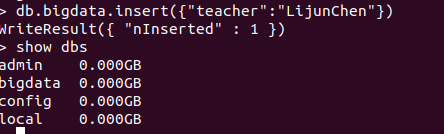 > db.bigdata.insert({"teacher":"LijunChen"})
WriteResult({ "nInserted" : 1 })
> show dbs
admin    0.000GB
bigdata  0.000GB
config   0.000GB
local    0.000GB